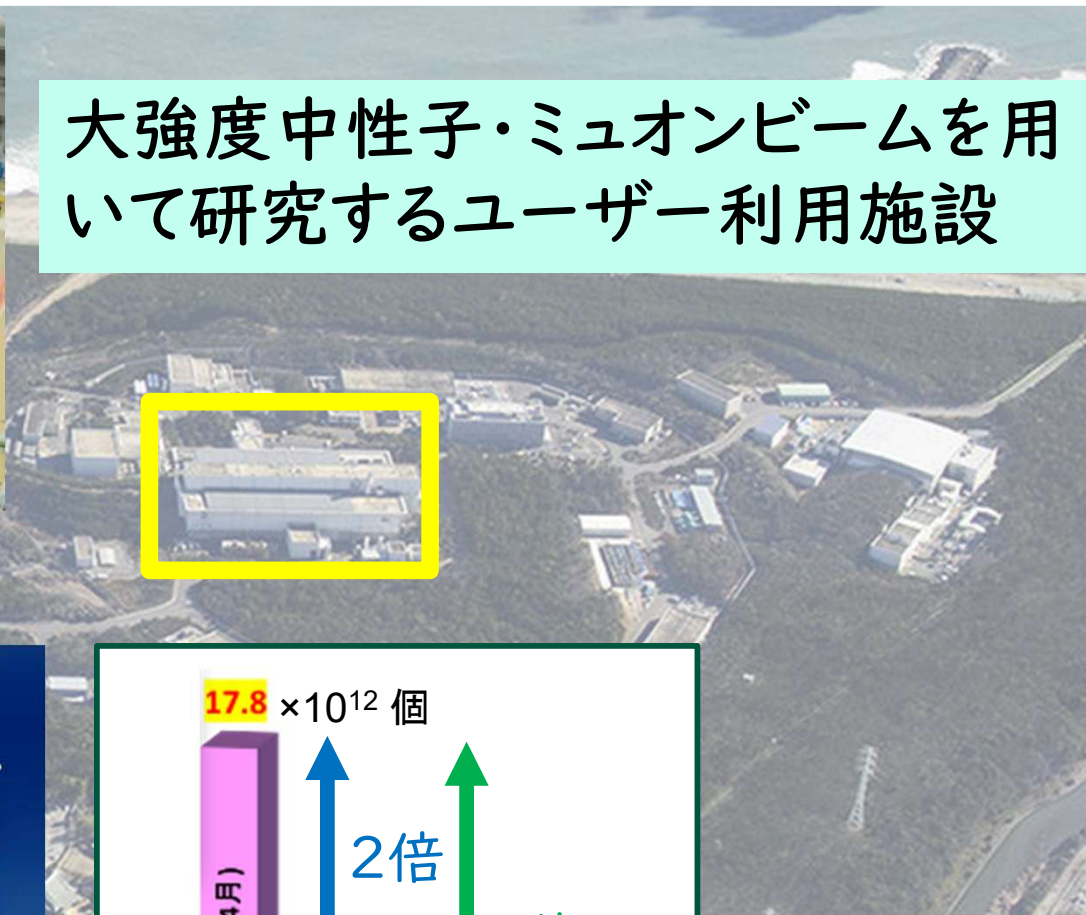 大強度中性子・ミュオンビームを用
いて研究するユーザー利用施設
17.8 ×10¹² 個
2倍
月)